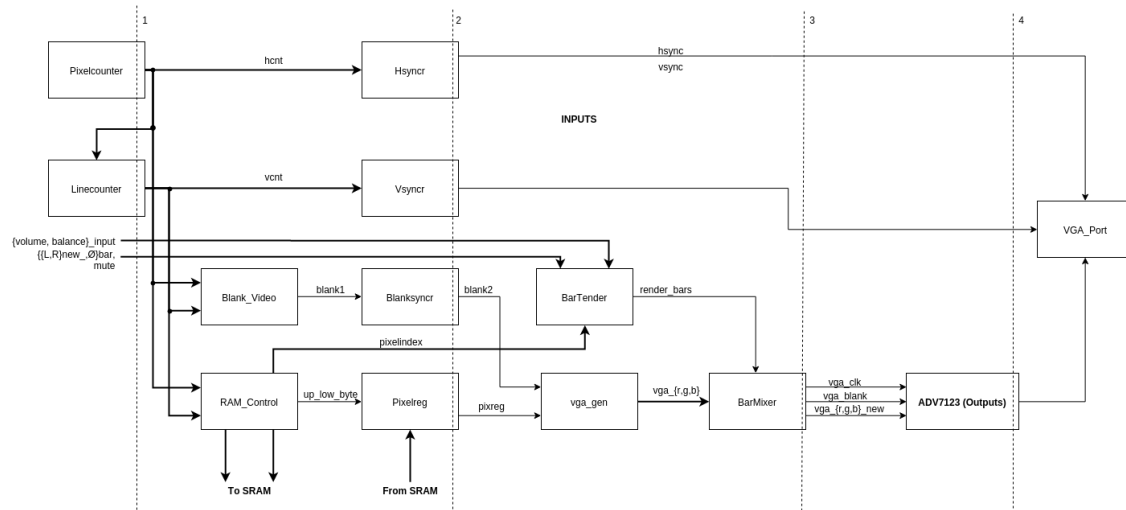 1
2
3
4
Pixelcounter
hcnt
Hsyncr
hsync
vsync
INPUTS
Linecounter
vcnt
Vsyncr
VGA_Port
{volume, balance}_input
{{L,R}new_,Ø}bar,
mute
Blank_Video
blank1
Blanksyncr
blank2
BarTender
render_bars
pixelindex
RAM_Control
up_low_byte
Pixelreg
pixreg
vga_gen
vga_{r,g,b}
BarMixer
vga_clk
vga_blank
vga_{r,g,b}_new
ADV7123 (Outputs)
To SRAM
From SRAM